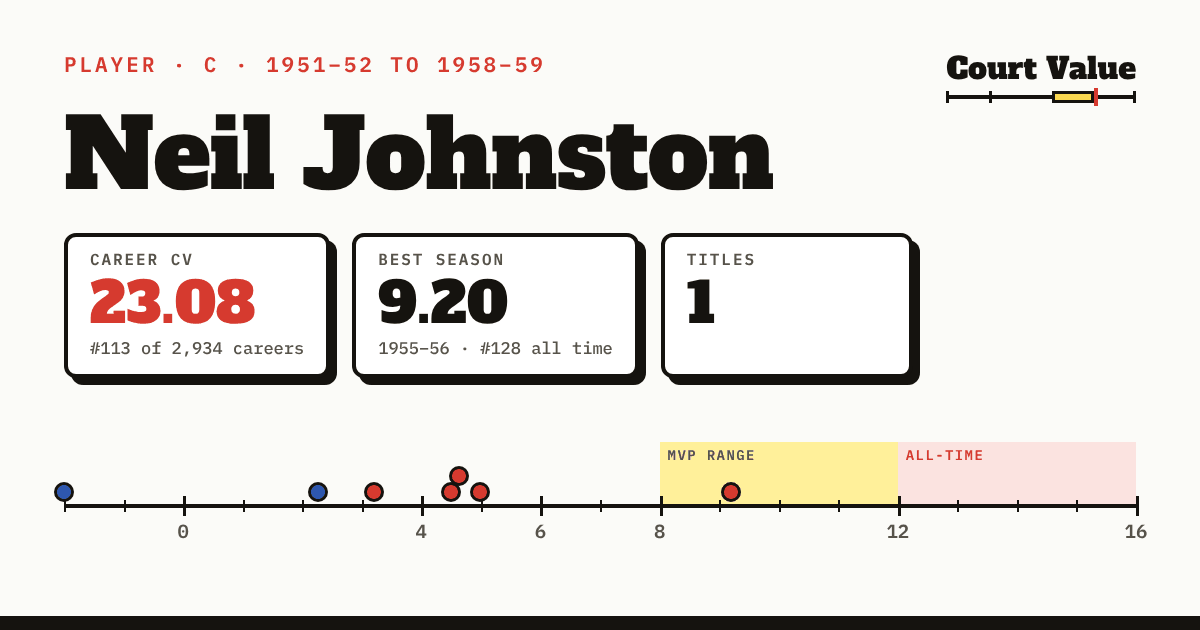 PLAYER · C · 1951–52 TO 1958–59
Court Value
Neil Johnston
CAREER CV
23.08
#113 of 2,934 careers
BEST SEASON
9.20
1955–56 · #128 all time
TITLES
1
MVP RANGE
ALL-TIME
0 4 6 8 12 16